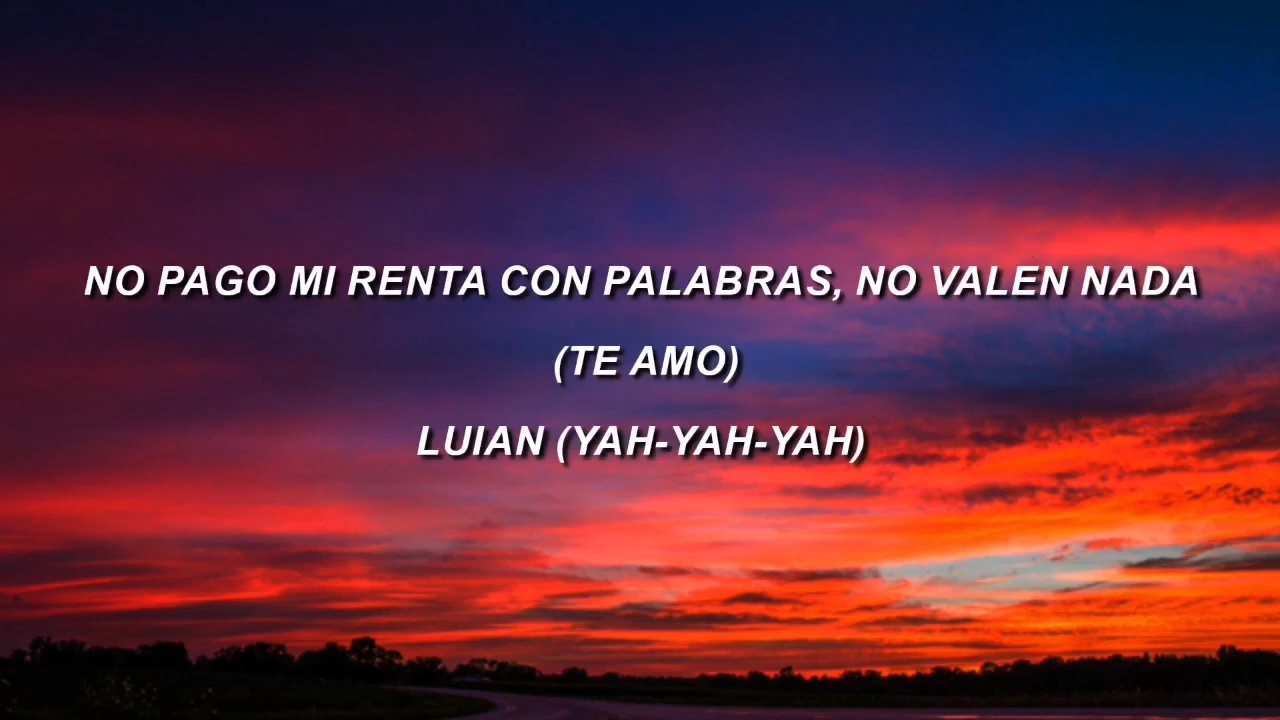 NO PAGO MI RENTA CON PALABRAS, NO VALEN NADA
(TE AMO)
LUIAN (YAH-YAH-YAH)